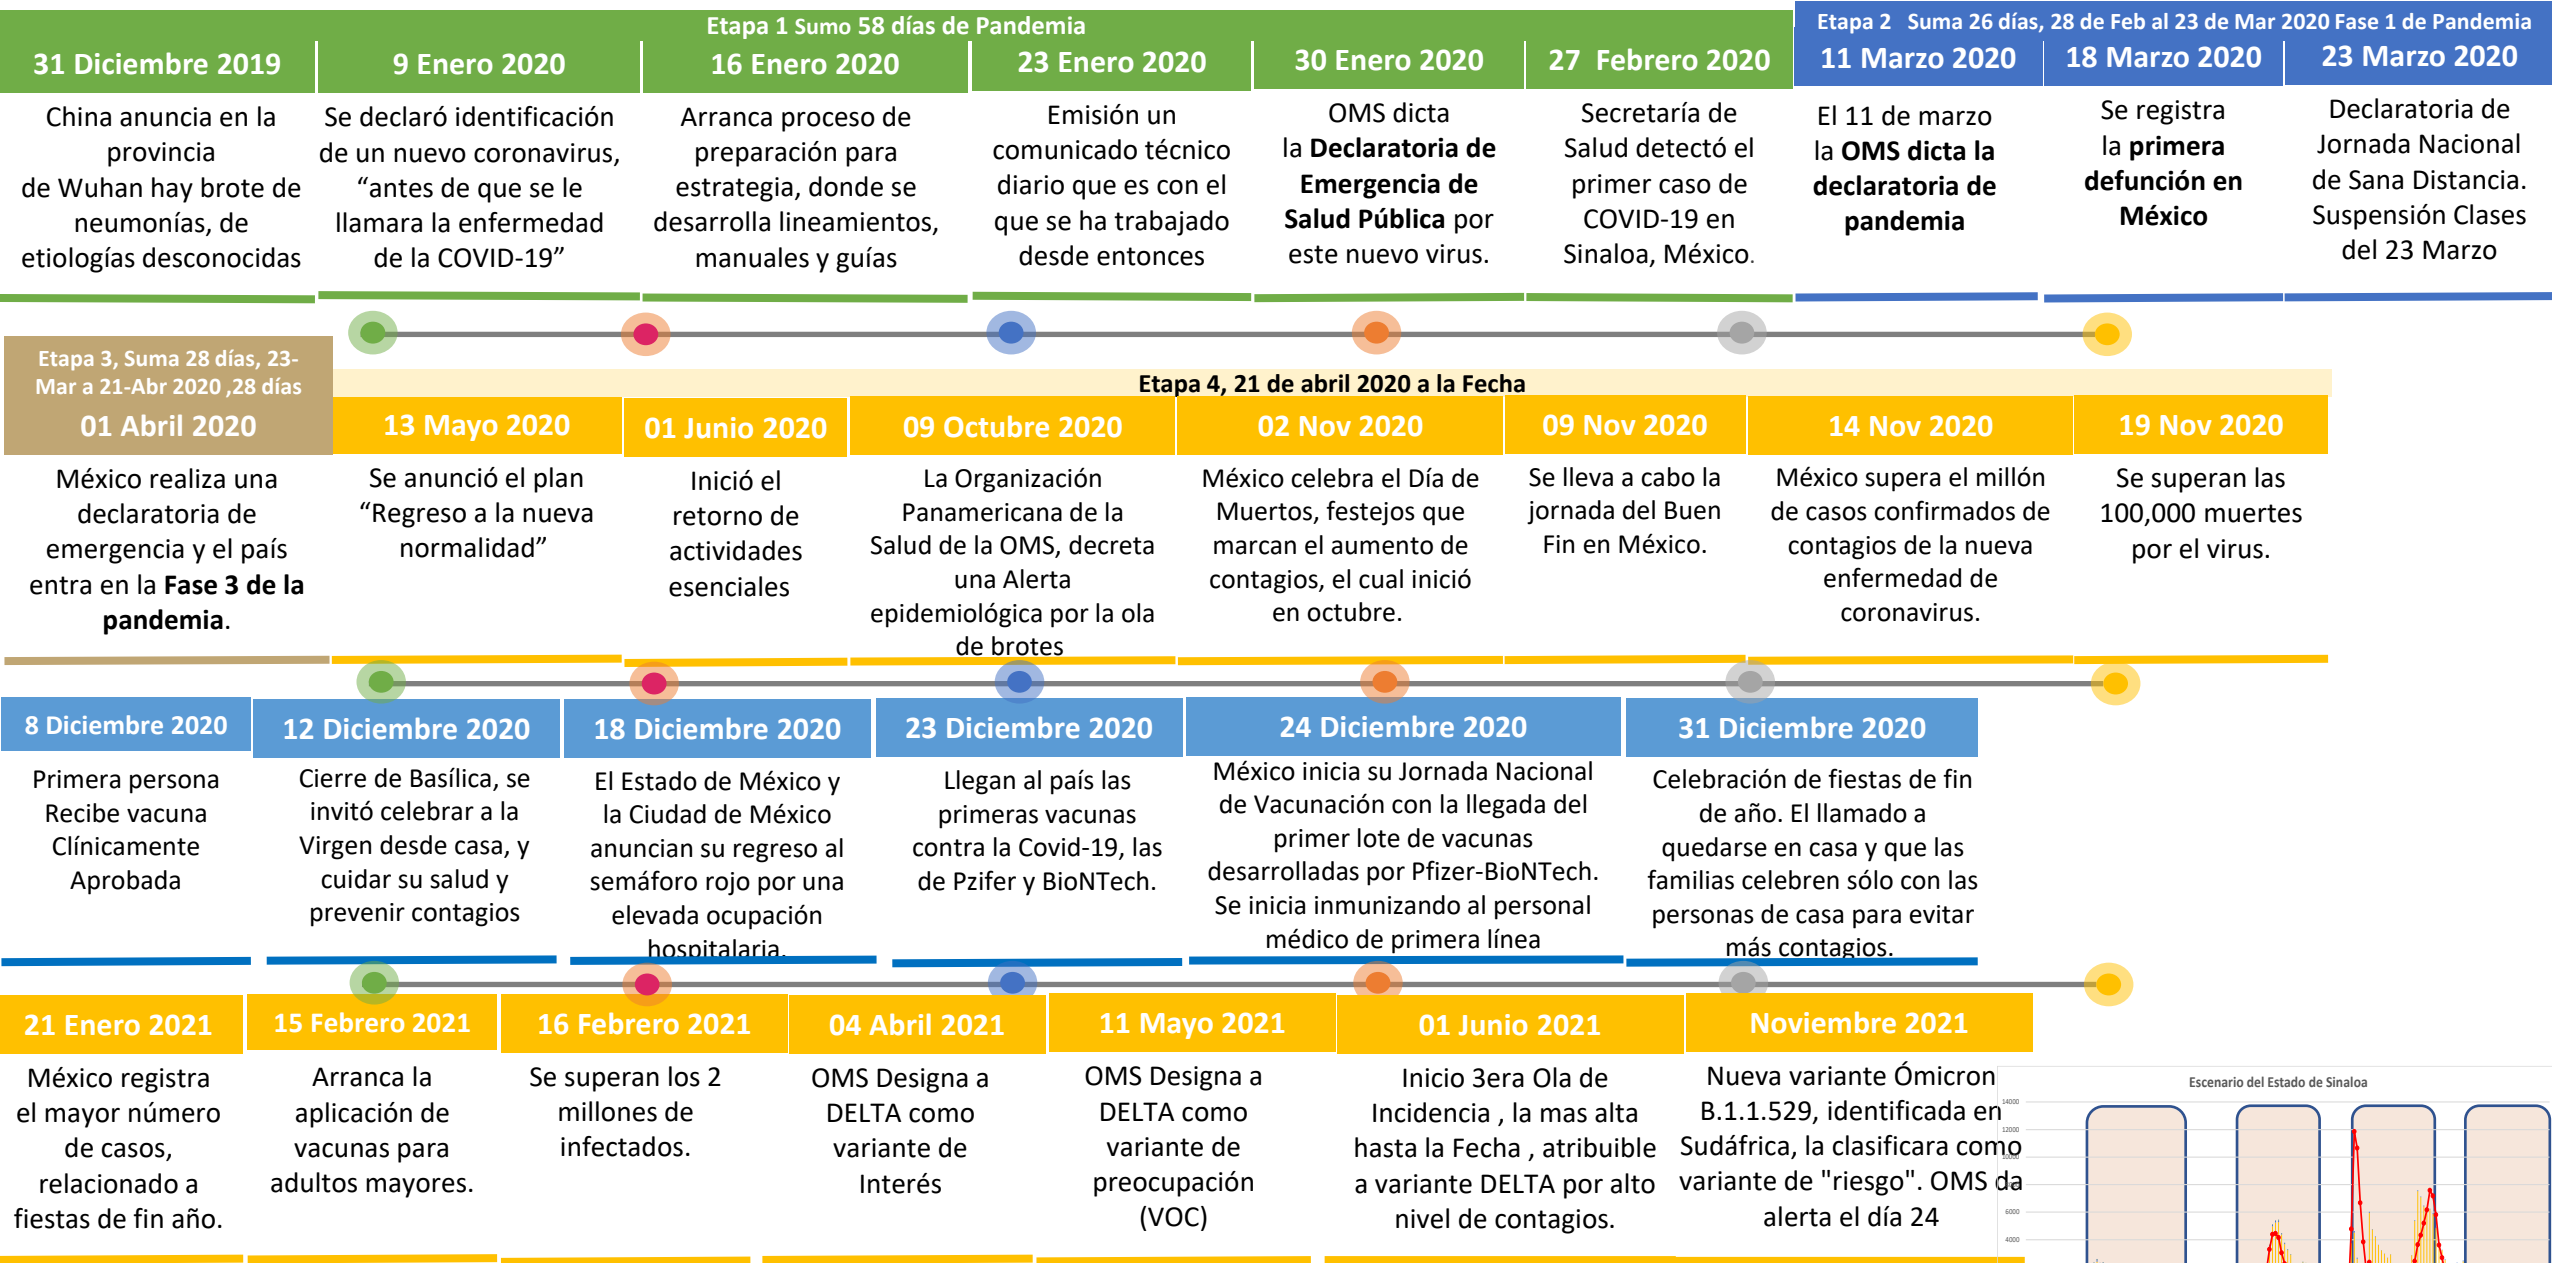 Etapa 1 Sumo 58 días de Pandemia
Etapa 2 Suma 26 días, 28 de Feb al 23 de Mar 2020 Fase 1 de Pandemia
31 Diciembre 2019
China anuncia en la
provincia
de Wuhan hay brote de
neumonías, de
etiologías desconocidas
9 Enero 2020
Se declaró identificación
de un nuevo coronavirus,
“antes de que se le
llamara la enfermedad
de la COVID-19”
16 Enero 2020
Arranca proceso de
preparación para
estrategia, donde se
desarrolla lineamientos,
manuales y guías
23 Enero 2020
Emisión un
comunicado técnico
diario que es con el
que se ha trabajado
desde entonces
30 Enero 2020
OMS dicta
la Declaratoria de
Emergencia de
Salud Pública por
este nuevo virus.
27 Febrero 2020
Secretaría de
Salud detectó el
primer caso de
COVID-19 en
Sinaloa, México.
11 Marzo 2020
El 11 de marzo
la OMS dicta la
declaratoria de
pandemia
18 Marzo 2020
Se registra
la primera
defunción en
México
23 Marzo 2020
Declaratoria de
Jornada Nacional
de Sana Distancia.
Suspensión Clases
del 23 Marzo
Etapa 3, Suma 28 días, 23-
Mar a 21-Abr 2020 ,28 días
01 Abril 2020
México realiza una
declaratoria de
emergencia y el país
entra en la Fase 3 de la
pandemia.
Etapa 4, 21 de abril 2020 a la Fecha
13 Mayo 2020
Se anunció el plan
“Regreso a la nueva
normalidad”
01 Junio 2020
Inició el
retorno de
actividades
esenciales
09 Octubre 2020
La Organización
Panamericana de la
Salud de la OMS, decreta
una Alerta
epidemiológica por la ola
de brotes
02 Nov 2020
México celebra el Día de
Muertos, festejos que
marcan el aumento de
contagios, el cual inició
en octubre.
09 Nov 2020
Se lleva a cabo la
jornada del Buen
Fin en México.
14 Nov 2020
México supera el millón
de casos confirmados de
contagios de la nueva
enfermedad de
coronavirus.
19 Nov 2020
Se superan las
100,000 muertes
por el virus.
8 Diciembre 2020
Primera persona
Recibe vacuna
Clínicamente
Aprobada
12 Diciembre 2020
Cierre de Basílica, se
invitó celebrar a la
Virgen desde casa, y
cuidar su salud y
prevenir contagios
18 Diciembre 2020
El Estado de México y
la Ciudad de México
anuncian su regreso al
semáforo rojo por una
elevada ocupación
hospitalaria.
23 Diciembre 2020
Llegan al país las
primeras vacunas
contra la Covid-19, las
de Pzifer y BioNTech.
24 Diciembre 2020
México inicia su Jornada Nacional
de Vacunación con la llegada del
primer lote de vacunas
desarrolladas por Pfizer-BioNTech.
Se inicia inmunizando al personal
médico de primera línea
31 Diciembre 2020
Celebración de fiestas de fin
de año. El llamado a
quedarse en casa y que las
familias celebren sólo con las
personas de casa para evitar
más contagios.
21 Enero 2021
México registra
el mayor número
de casos,
relacionado a
fiestas de fin año.
15 Febrero 2021
Arranca la
aplicación de
vacunas para
adultos mayores.
16 Febrero 2021
Se superan los 2
millones de
infectados.
04 Abril 2021
OMS Designa a
DELTA como
variante de
Interés
11 Mayo 2021
OMS Designa a
DELTA como
variante de
preocupación
(VOC)
01 Junio 2021
Inicio 3era Ola de
Incidencia , la mas alta
hasta la Fecha , atribuible
a variante DELTA por alto
nivel de contagios.
Noviembre 2021
Nueva variante Ómicron
B.1.1.529, identificada en
Sudáfrica, la clasificara como
variante de "riesgo". OMS da
alerta el día 24
Escenario del Estado de Sinaloa
14000
12000
10000
6000
4000